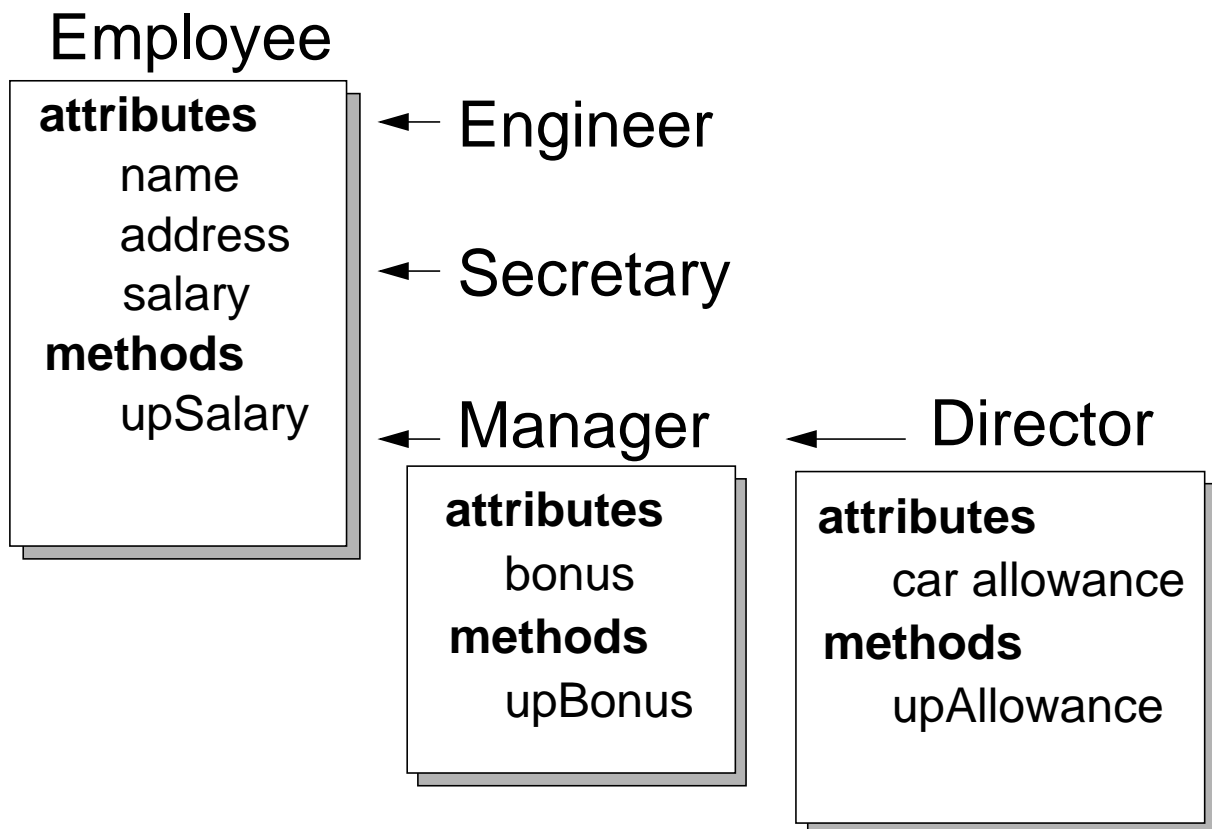 Employee
attributes
name
address
salary
methods
upSalary
Engineer
Secretary
Manager
attributes
bonus
methods
upBonus
Director
attributes
car allowance
methods
upAllowance